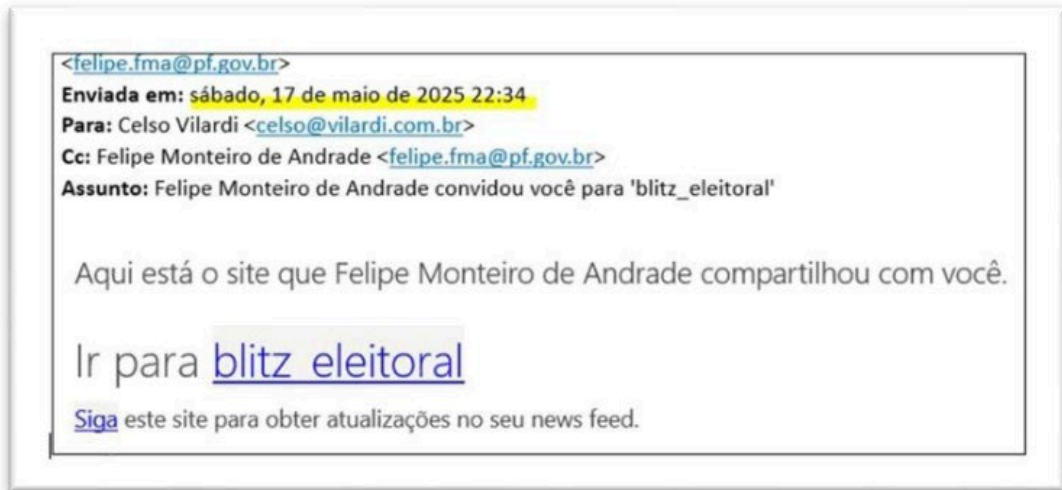 <felipe.fma@pf.gov.br>
Enviada em: sábado, 17 de maio de 2025 22:34
Para: Celso Vilardi <celso@vilardi.com.br>
Cc: Felipe Monteiro de Andrade <felipe.fma@pf.gov.br>
Assunto: Felipe Monteiro de Andrade convidou você para 'blitz_eleitoral'
Aqui está o site que Felipe Monteiro de Andrade compartilhou com você.
Ir para blitz_eleitoral
Siga este site para obter atualizações no seu news feed.